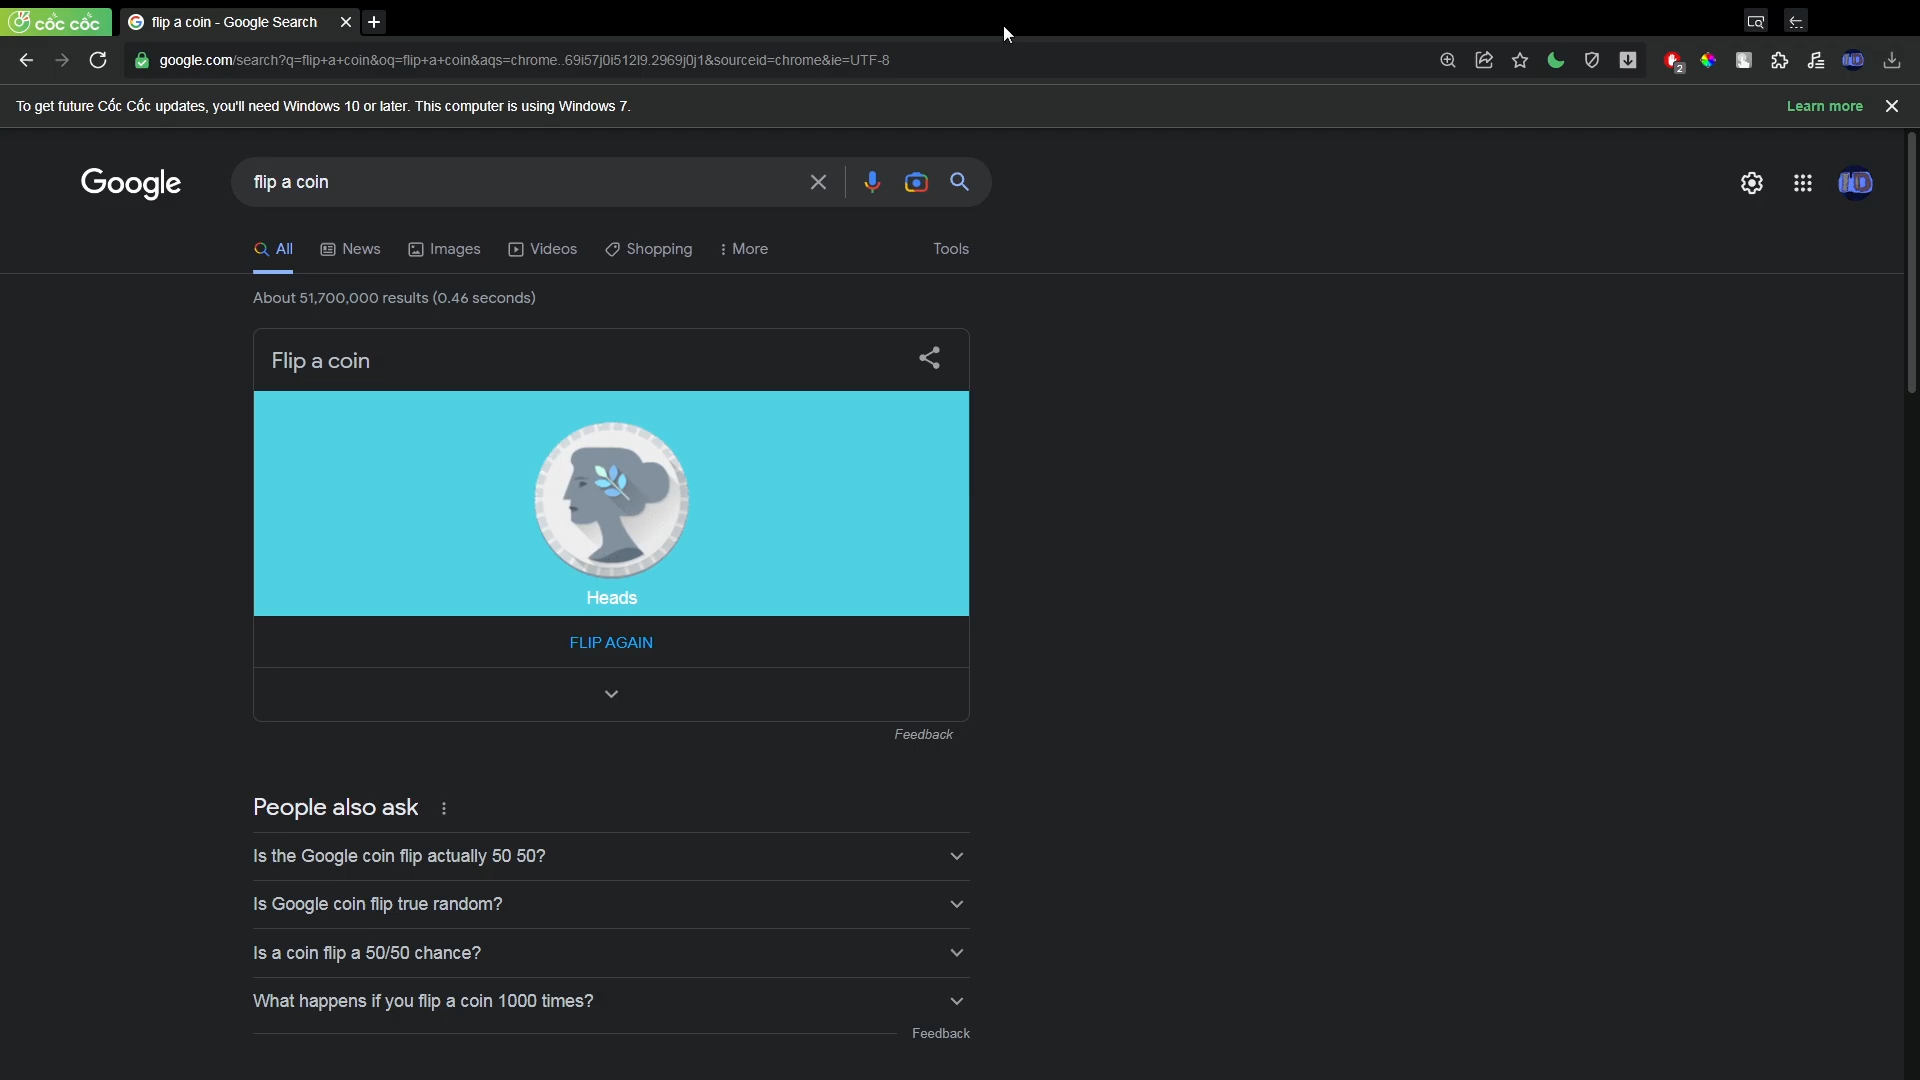 cốc cốc
flip a coin - Google Search
google.com/search?q=flip+a+coin&oq=flip+a+coin&aqs=chrome..69i57j0i512l9.2969j0j1&sourceid=chrome&ie=UTF-8
2
To get future Cốc Cốc updates, you'll need Windows 10 or later. This computer is using Windows 7.
Learn more
Google
flip a coin
All
News
Images
Videos
Shopping
More
Tools
About 51,700,000 results (0.46 seconds)
Flip a coin
Heads
FLIP AGAIN
Feedback
People also ask
Is the Google coin flip actually 50 50?
Is Google coin flip true random?
Is a coin flip a 50/50 chance?
What happens if you flip a coin 1000 times?
Feedback